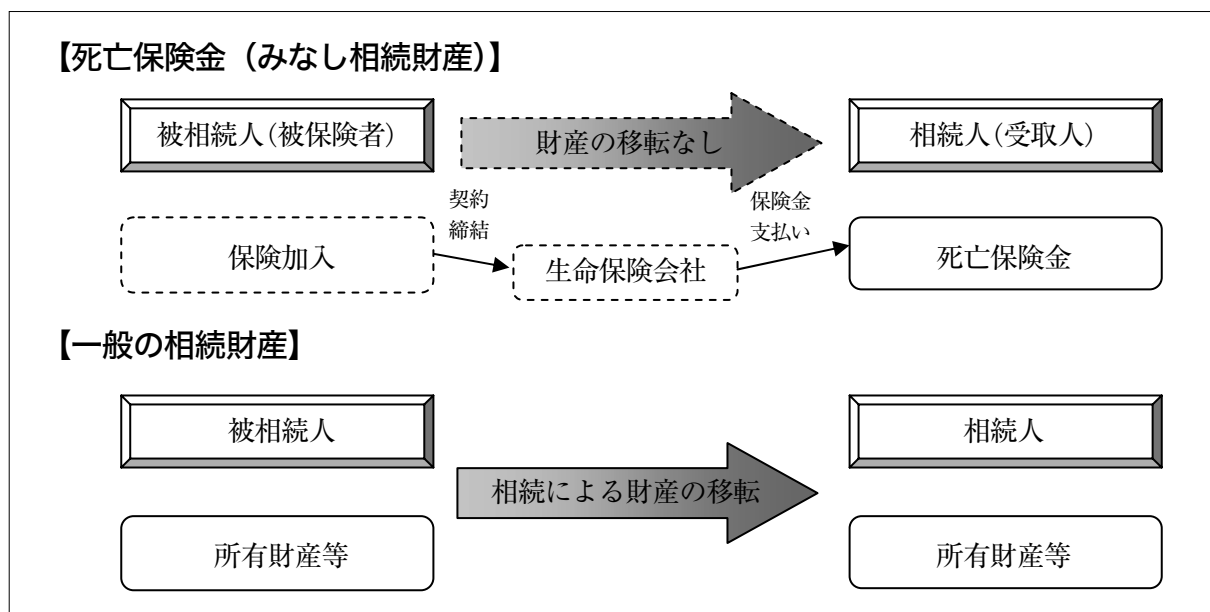 【死亡保険金（みなし相続財産）】
被相続人（被保険者）
財産の移転なし
相続人（受取人）
契約
締結
保険金
支払い
保険加入
生命保険会社
死亡保険金
【一般の相続財産】
被相続人
相続人
相続による財産の移転
所有財産等
所有財産等